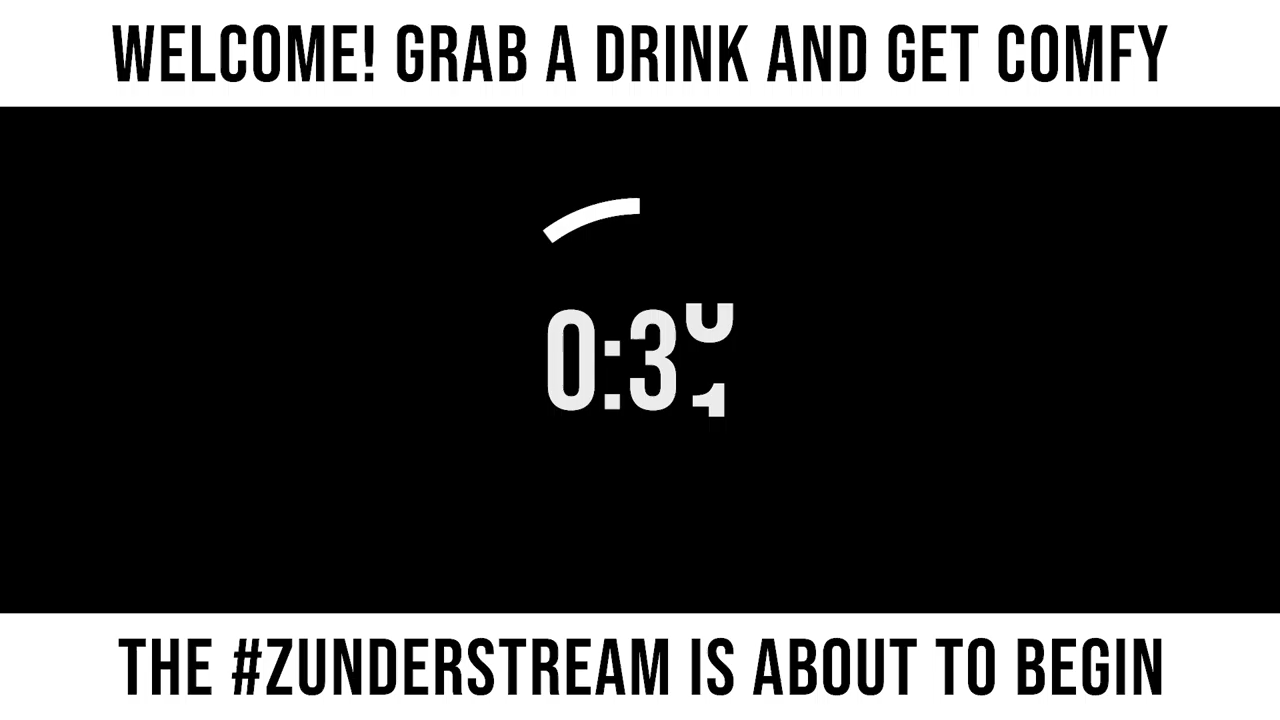 WELCOME! GRAB A DRINK AND GET COMFY
0:3
THE #ZUNDERSTREAM IS ABOUT TO BEGIN